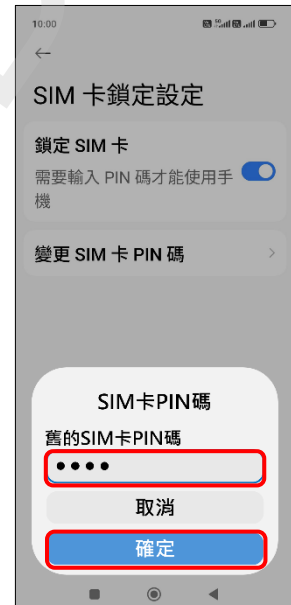 10:00
SIM 卡鎖定設定
鎖定 SIM 卡
需要輸入 PIN 碼才能使用手
機
變更 SIM 卡 PIN 碼
SIM卡PIN碼
舊的SIM卡PIN碼
••••
取消
確定